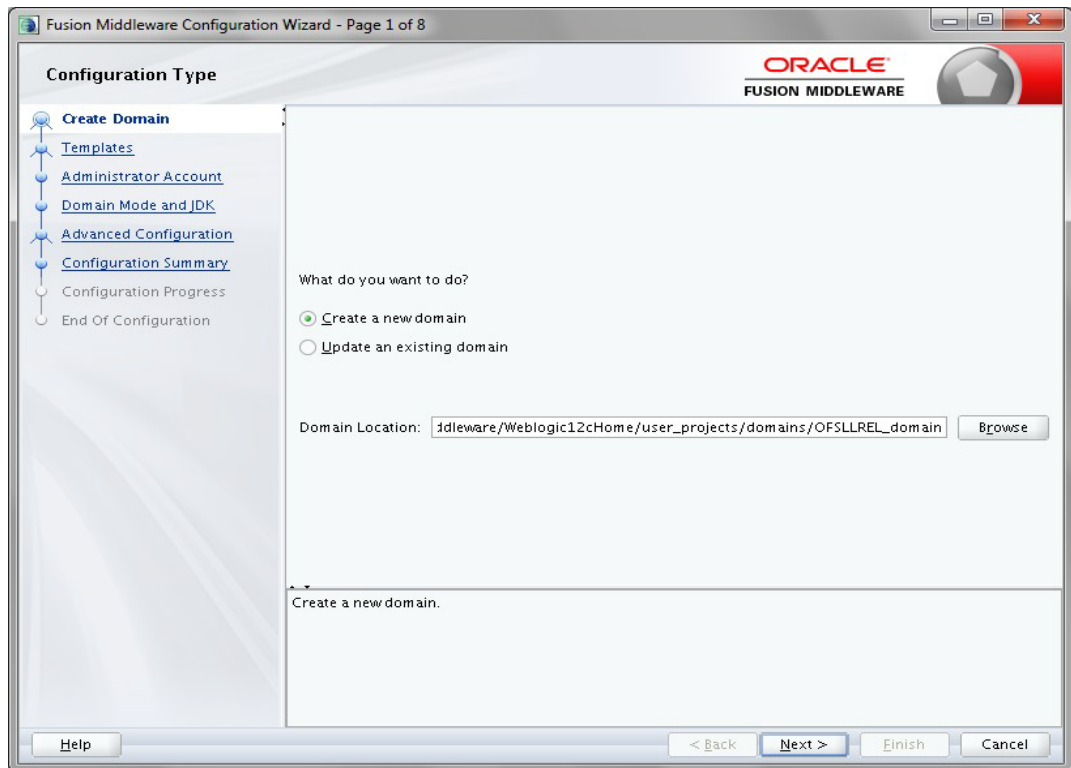 Fusion Middleware Configuration Wizard - Page 1 of 8
Configuration Type
ORACLE
FUSION MIDDLEWARE
Create Domain
Templates
Administrator Account
Domain Mode and JDK
Advanced Configuration
Configuration Summary
Configuration Progress
End Of Configuration
What do you want to do?
Create a new domain
Update an existing domain
Domain Location: ddleware/Weblogic12cHome/user_projects/domains/OFSLLREL_domain Browse
Create a new domain.
Help < Back Next > Finish Cancel